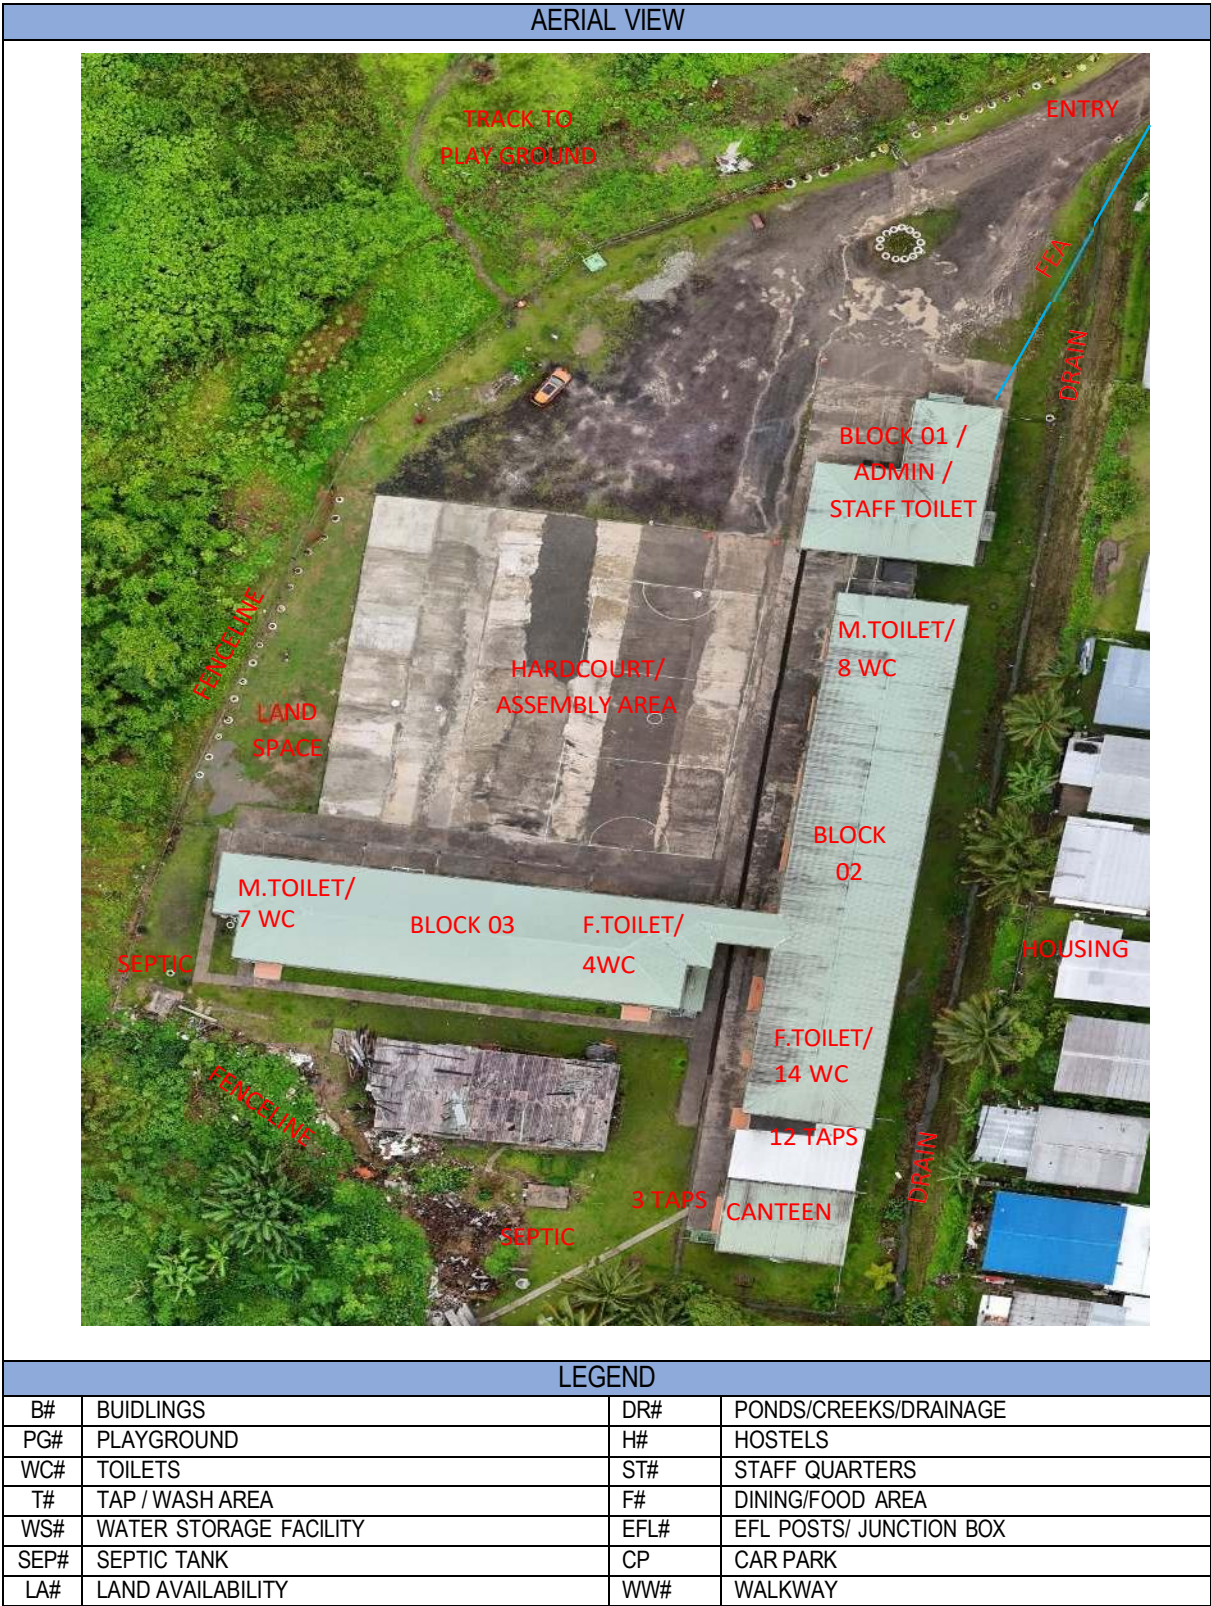 AERIAL VIEW
ENTRY
TRACK TO
PLAY GROUND
FEA
DRAIN
BLOCK 01 /
ADMIN /
STAFF TOILET
FENCELINE
M.TOILET/
8 WC
HARDCOURT/
ASSEMBLY AREA
LAND
SPACE
BLOCK
02
M.TOILET/
7 WC
BLOCK 03
F.TOILET/
4WC
SEPTIC
HOUSING
F.TOILET/
14 WC
FENCELINE
12 TAPS
DRAIN
3 TAPS
CANTEEN
SEPTIC
LEGEND
B# BUIDLINGS DR# PONDS/CREEKS/DRAINAGE
PG# PLAYGROUND H# HOSTELS
WC# TOILETS ST# STAFF QUARTERS
T# TAP / WASH AREA F# DINING/FOOD AREA
WS# WATER STORAGE FACILITY EFL# EFL POSTS/ JUNCTION BOX
SEP# SEPTIC TANK CP CAR PARK
LA# LAND AVAILABILITY WW# WALKWAY